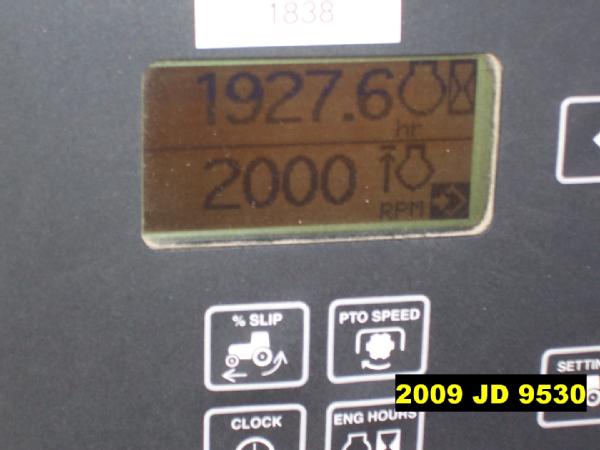 1838
1927.6
hr
2000
RPM
% SLIP
PTO SPEED
2009 JD 9530
CLOCK
ENG HOURS